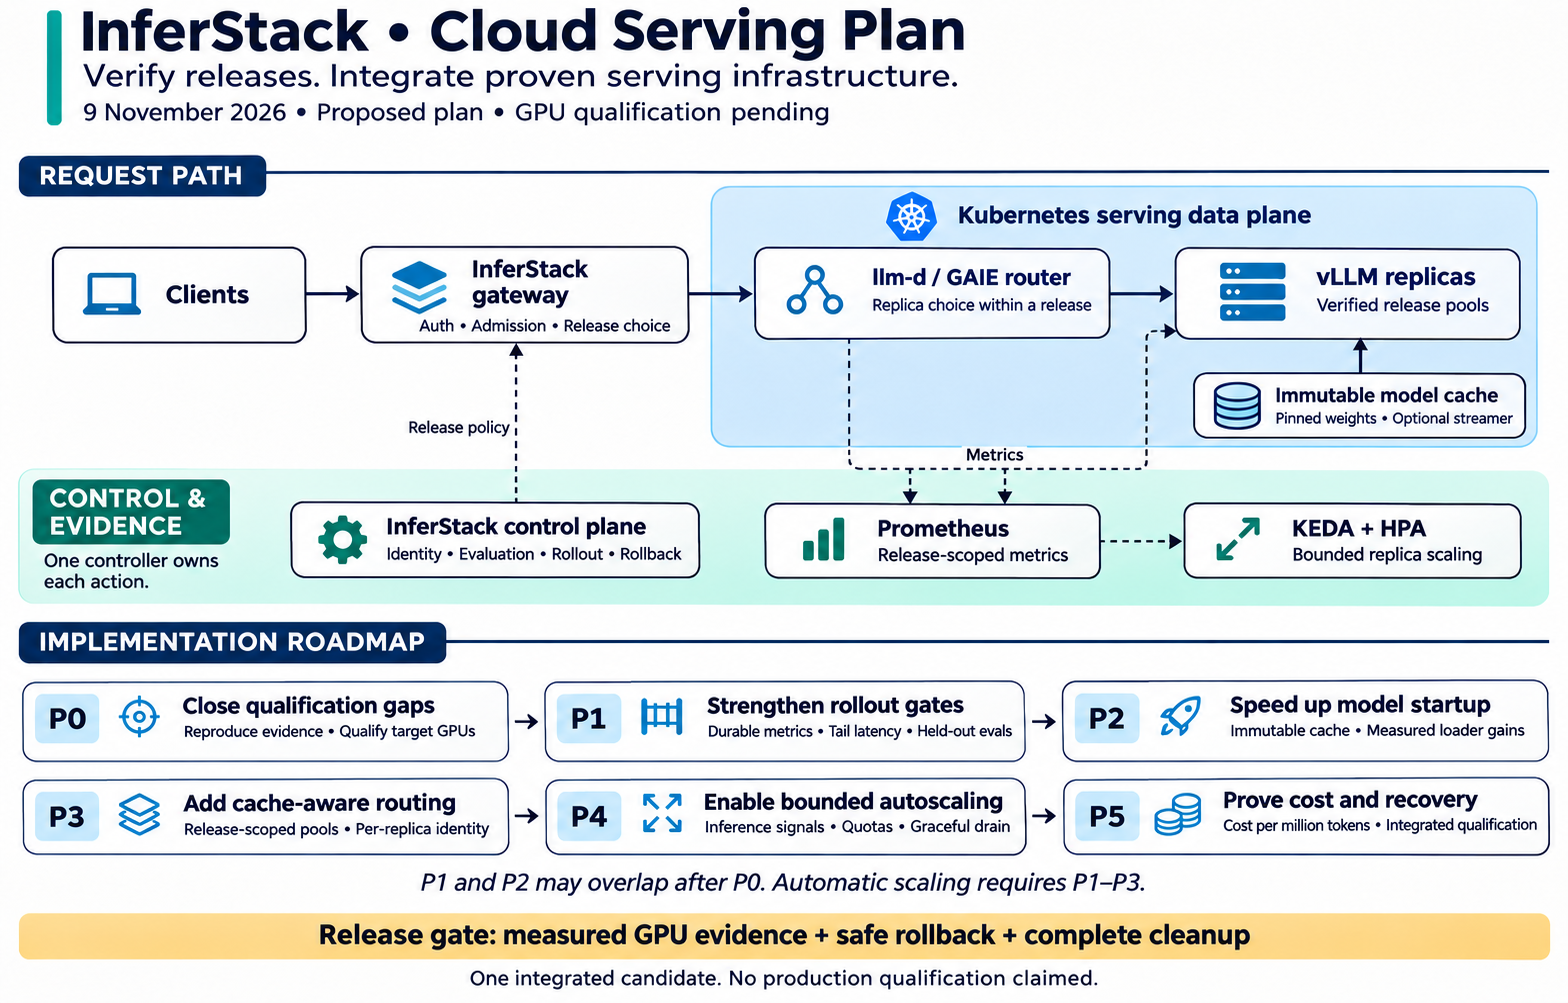 InferStack • Cloud Serving Plan
Verify releases. Integrate proven serving infrastructure.
9 November 2026 • Proposed plan • GPU qualification pending
REQUEST PATH
Kubernetes serving data plane
Clients
InferStack
gateway
Auth • Admission • Release choice
llm-d / GAIE router
Replica choice within a release
vLLM replicas
Verified release pools
Immutable model cache
Pinned weights • Optional streamer
Release policy
Metrics
CONTROL &
EVIDENCE
One controller owns
each action.
InferStack control plane
Identity • Evaluation • Rollout • Rollback
Prometheus
Release-scoped metrics
KEDA + HPA
Bounded replica scaling
IMPLEMENTATION ROADMAP
P0
Close qualification gaps
Reproduce evidence • Qualify target GPUs
P1
Strengthen rollout gates
Durable metrics • Tail latency • Held-out evals
P2
Speed up model startup
Immutable cache • Measured loader gains
P3
Add cache-aware routing
Release-scoped pools • Per-replica identity
P4
Enable bounded autoscaling
Inference signals • Quotas • Graceful drain
P5
Prove cost and recovery
Cost per million tokens • Integrated qualification
P1 and P2 may overlap after P0. Automatic scaling requires P1–P3.
Release gate: measured GPU evidence + safe rollback + complete cleanup
One integrated candidate. No production qualification claimed.